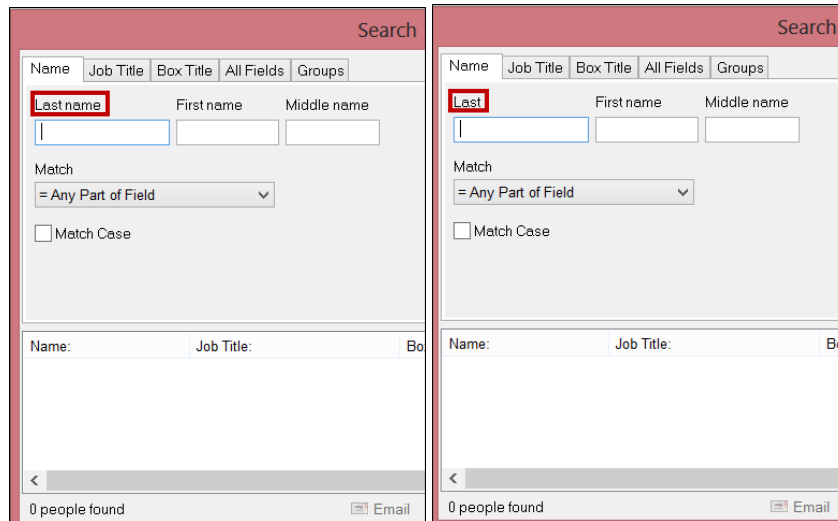 Search
Name Job Title Box Title All Fields Groups
Last name First name Middle name
Match
= Any Part of Field
Match Case
Name: Job Title: Bo
0 people found Email
Search
Name Job Title Box Title All Fields Groups
Last First name Middle name
Match
= Any Part of Field
Match Case
Name: Job Title: B
0 people found Email